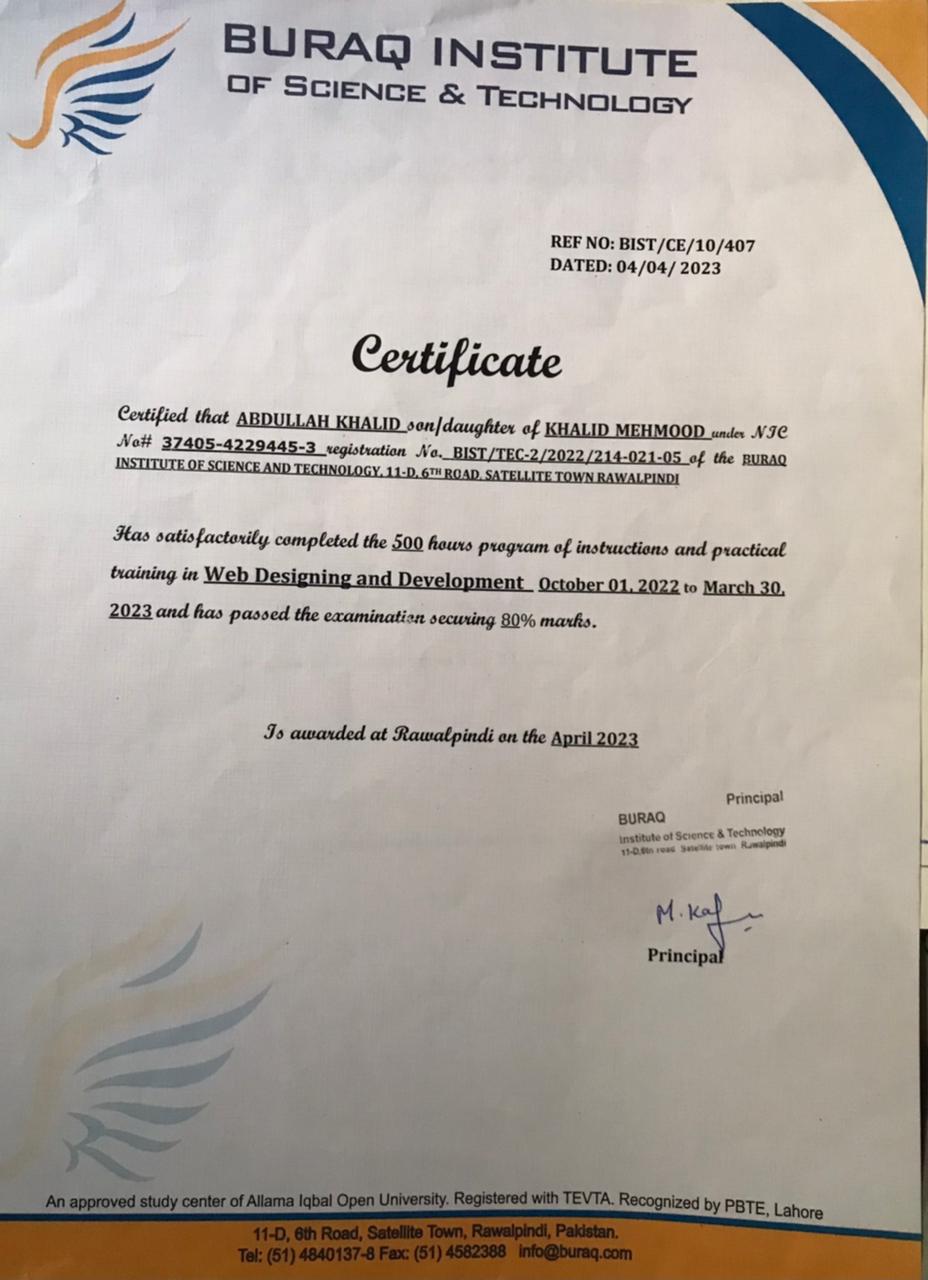 BURAQ INSTITUTE
OF SCIENCE & TECHNOLOGY
REF NO: BIST/CE/10/407
DATED: 04/04/ 2023
Certificate
Certified that ABDULLAH KHALID son/daughter of KHALID MEHMOOD under NIC
No# 37405-4229445-3 registration No. BIST/TEC-2/2022/214-021-05 of the BURAQ
INSTITUTE OF SCIENCE AND TECHNOLOGY, 11-D, 6TH ROAD, SATELLITE TOWN RAWALPINDI
Has satisfactorily completed the 500 hours program of instructions and practical
training in Web Designing and Development October 01, 2022 to March 30,
2023 and has passed the examination securing 80% marks.
Is awarded at Rawalpindi on the April 2023
Principal
BURAQ
Institute of Science & Technology
11-D,6th road Satellite town Rawalpindi
M. Kaf
Principal
An approved study center of Allama Iqbal Open University. Registered with TEVTA. Recognized by PBTE, Lahore
11-D, 6th Road, Satellite Town, Rawalpindi, Pakistan.
Tel: (51) 4840137-8 Fax: (51) 4582388 info@buraq.com